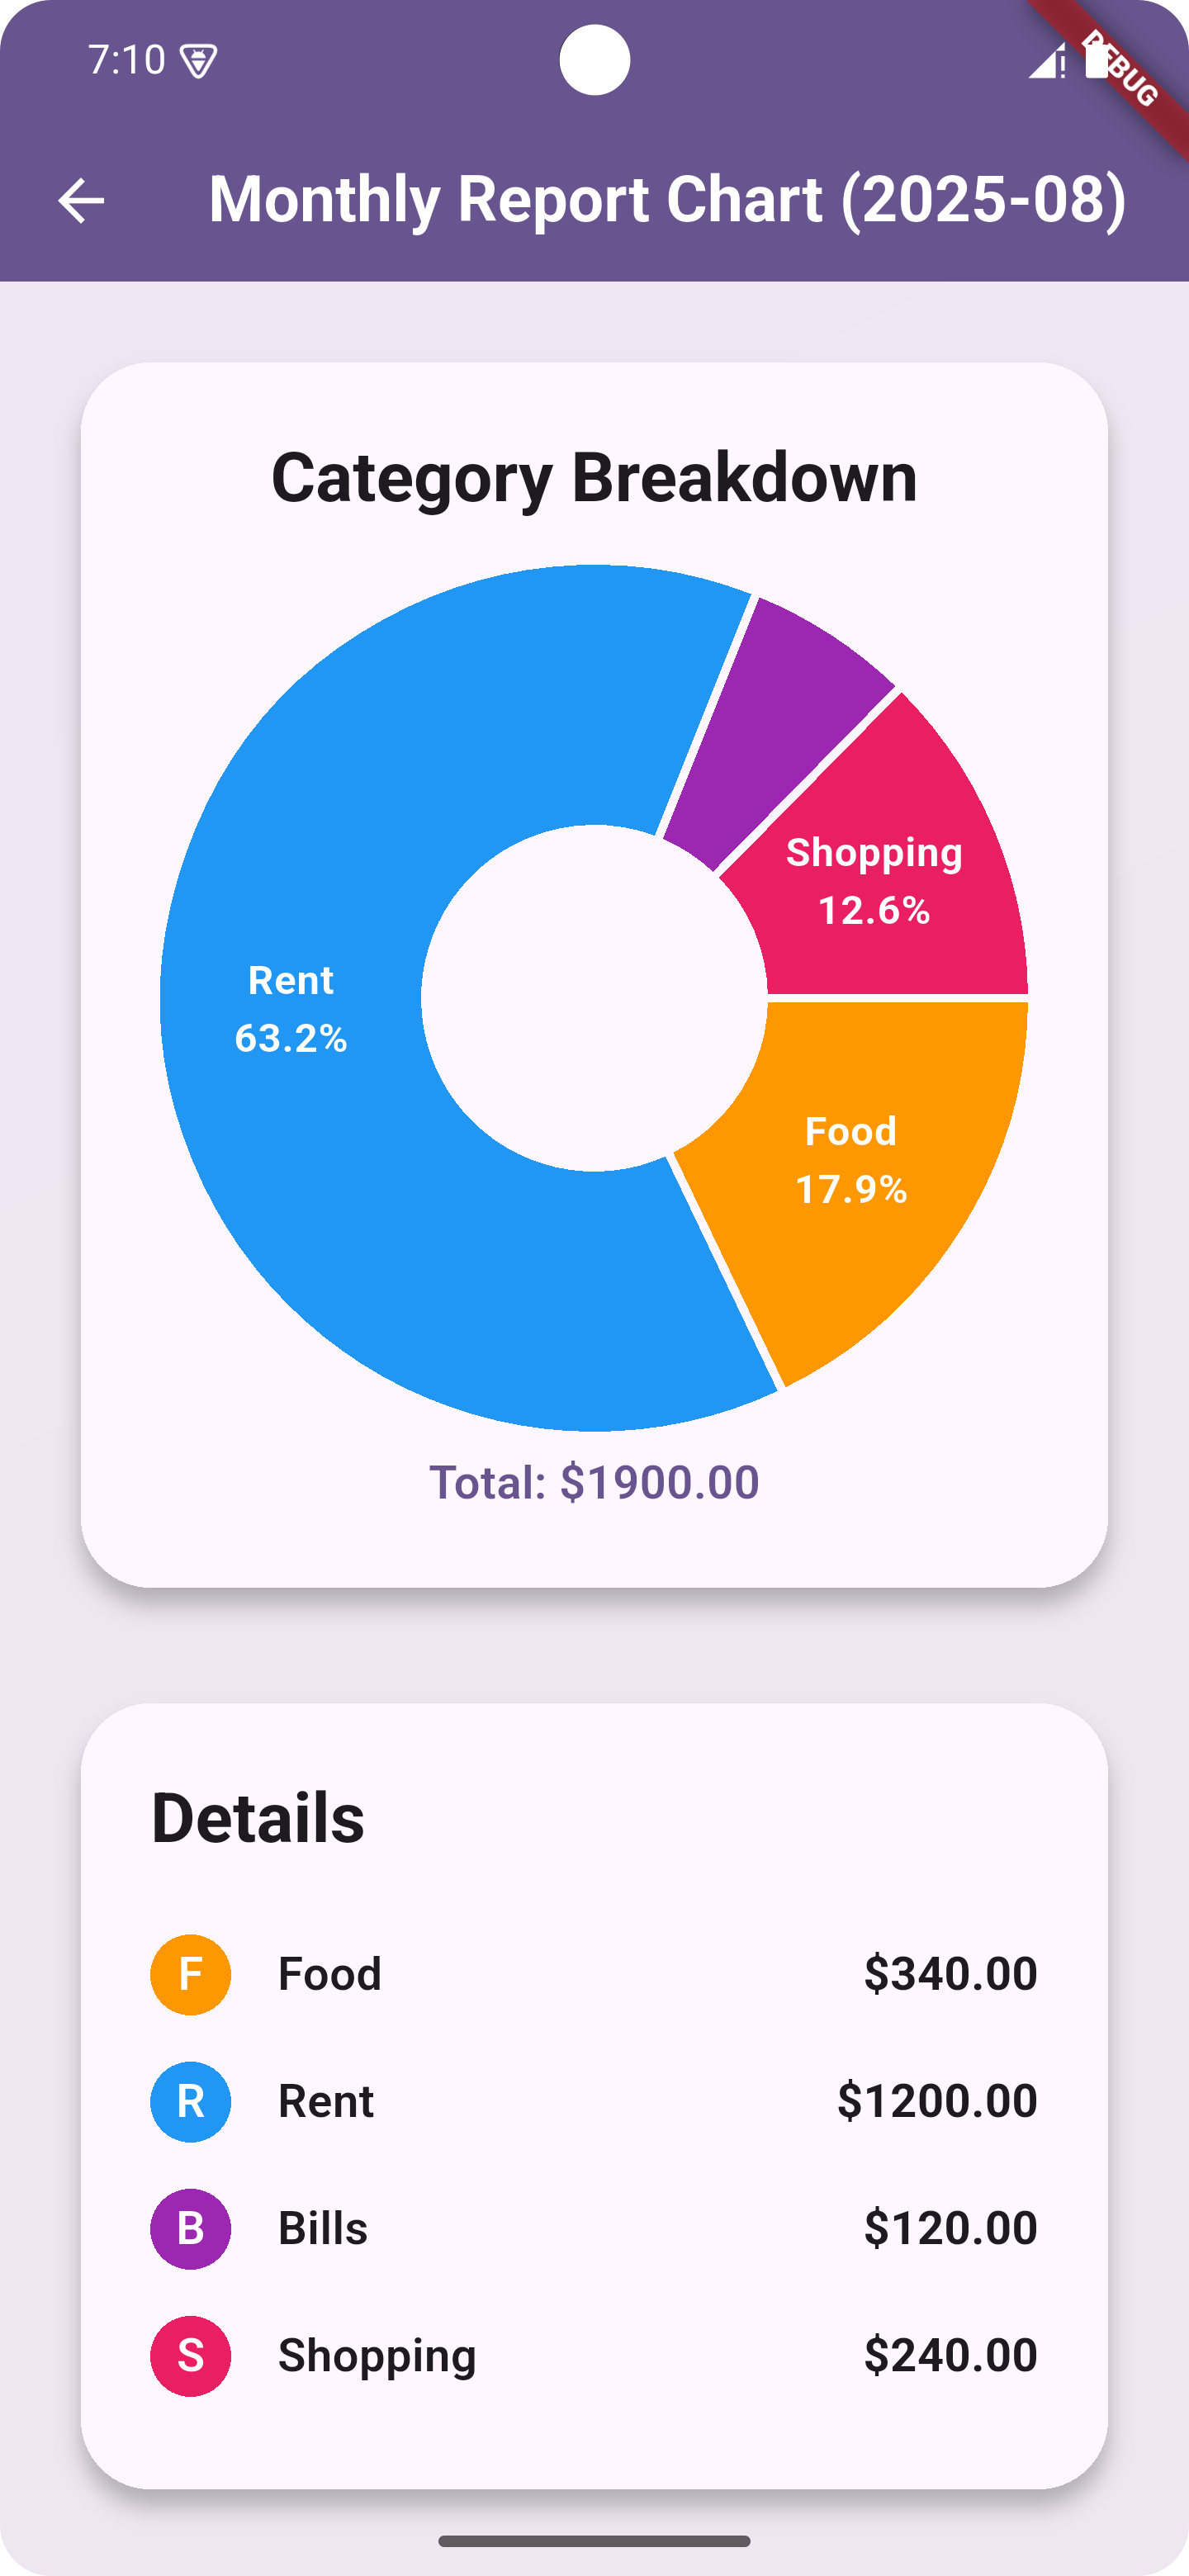 7:10
DEBUG
Monthly Report Chart (2025-08)
Category Breakdown
Shopping
12.6%
Rent
63.2%
Food
17.9%
Total: $1900.00
Details
F Food $340.00
R Rent $1200.00
B Bills $120.00
S Shopping $240.00